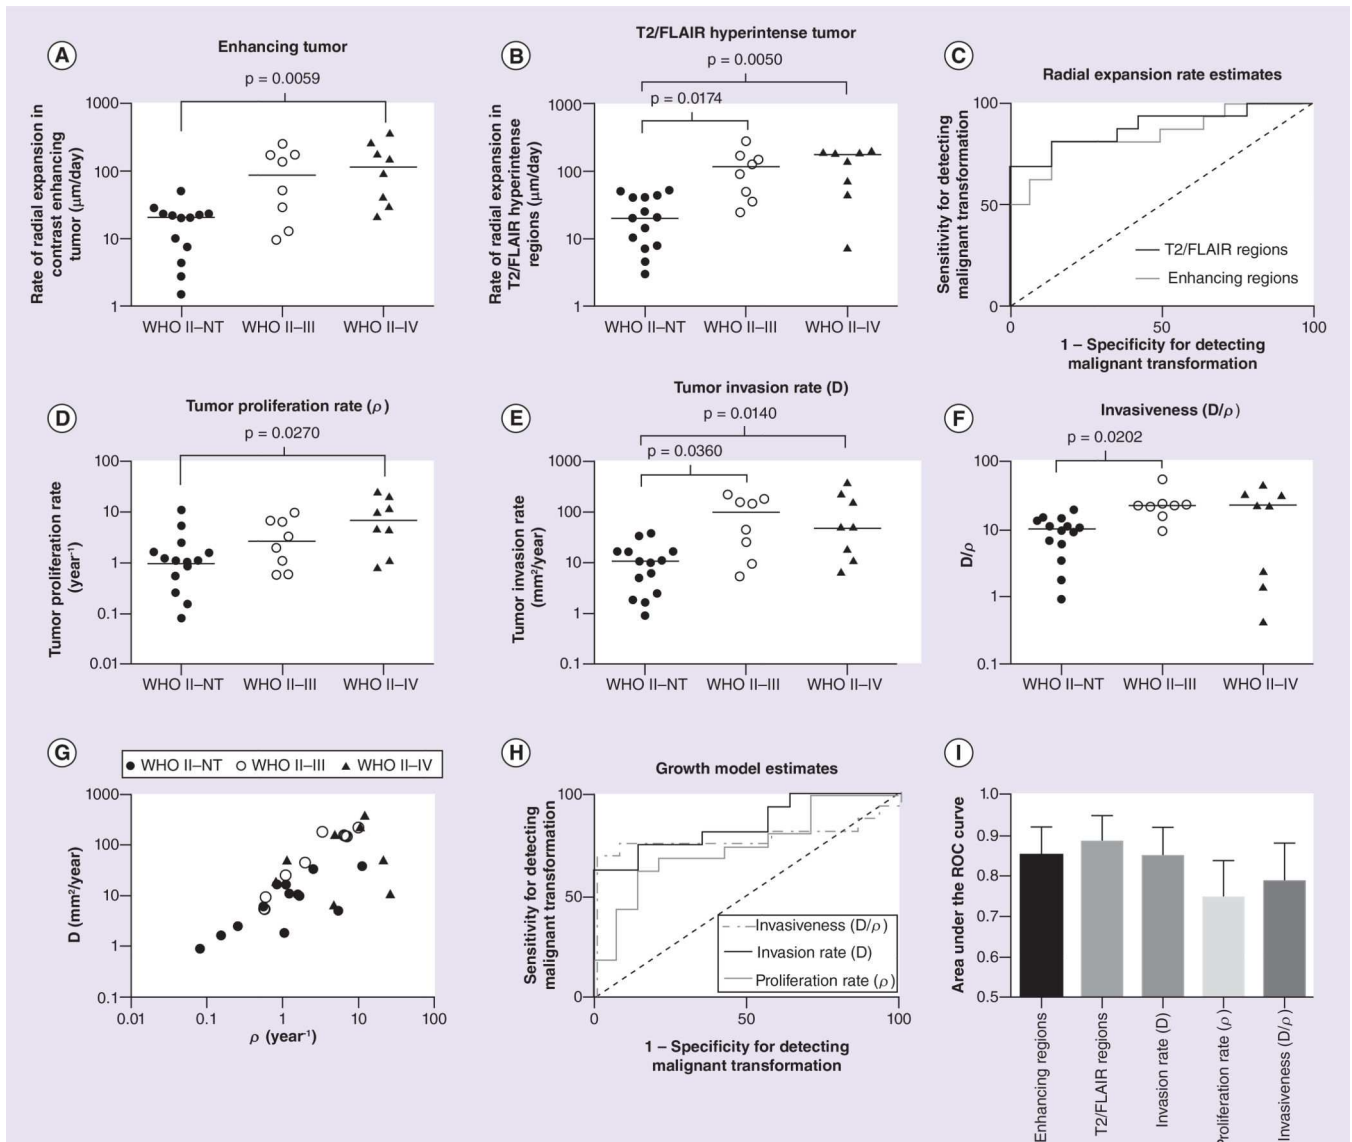 A
Enhancing tumor
p = 0.0059
Rate of radial expansion in
contrast enhancing
tumor (μm/day)
1000
100
10
1
WHO II–NT
WHO II–III
WHO II–IV
B
T2/FLAIR hyperintense tumor
p = 0.0050
p = 0.0174
Rate of radial expansion in
T2/FLAIR hyperintense
regions (μm/day)
1000
100
10
1
WHO II–NT
WHO II–III
WHO II–IV
C
Radial expansion rate estimates
Sensitivity for detecting
malignant transformation
100
50
0
T2/FLAIR regions
Enhancing regions
0
50
100
1 – Specificity for detecting
malignant transformation
D
Tumor proliferation rate (ρ)
p = 0.0270
Tumor proliferation rate
(year⁻¹)
100
10
1
0.1
0.01
WHO II–NT
WHO II–III
WHO II–IV
E
Tumor invasion rate (D)
p = 0.0140
p = 0.0360
Tumor invasion rate
(mm²/year)
1000
100
10
1
0.1
WHO II–NT
WHO II–III
WHO II–IV
F
Invasiveness (D/ρ)
p = 0.0202
D/ρ
100
10
1
0.1
WHO II–NT
WHO II–III
WHO II–IV
G
WHO II–NT
WHO II–III
WHO II–IV
D (mm²/year)
1000
100
10
1
0.1
0.01
0.1
1
10
100
ρ (year⁻¹)
H
Growth model estimates
Sensitivity for detecting
malignant transformation
100
50
0
Invasiveness (D/ρ)
Invasion rate (D)
Proliferation rate (ρ)
0
50
100
1 – Specificity for detecting
malignant transformation
I
Area under the ROC curve
1.0
0.9
0.8
0.7
0.6
0.5
Enhancing regions
T2/FLAIR regions
Invasion rate (D)
Proliferation rate (ρ)
Invasiveness (D/ρ)